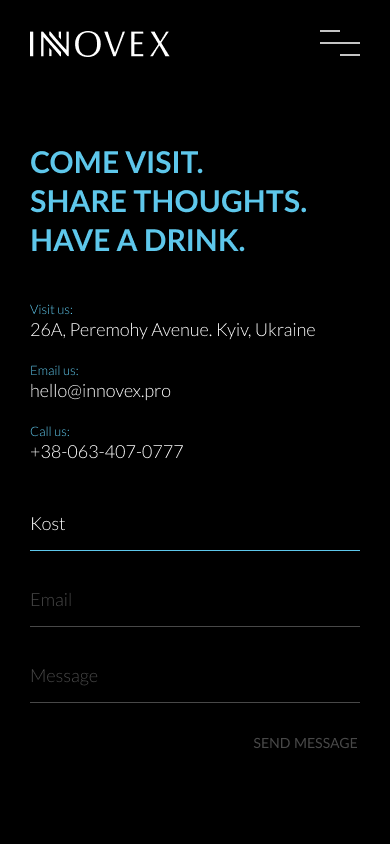 INNOVEX
COME VISIT.
SHARE THOUGHTS.
HAVE A DRINK.
Visit us:
26A, Peremohy Avenue. Kyiv, Ukraine
Email us:
hello@innovex.pro
Call us:
+38-063-407-0777
Kost
Email
Message
SEND MESSAGE